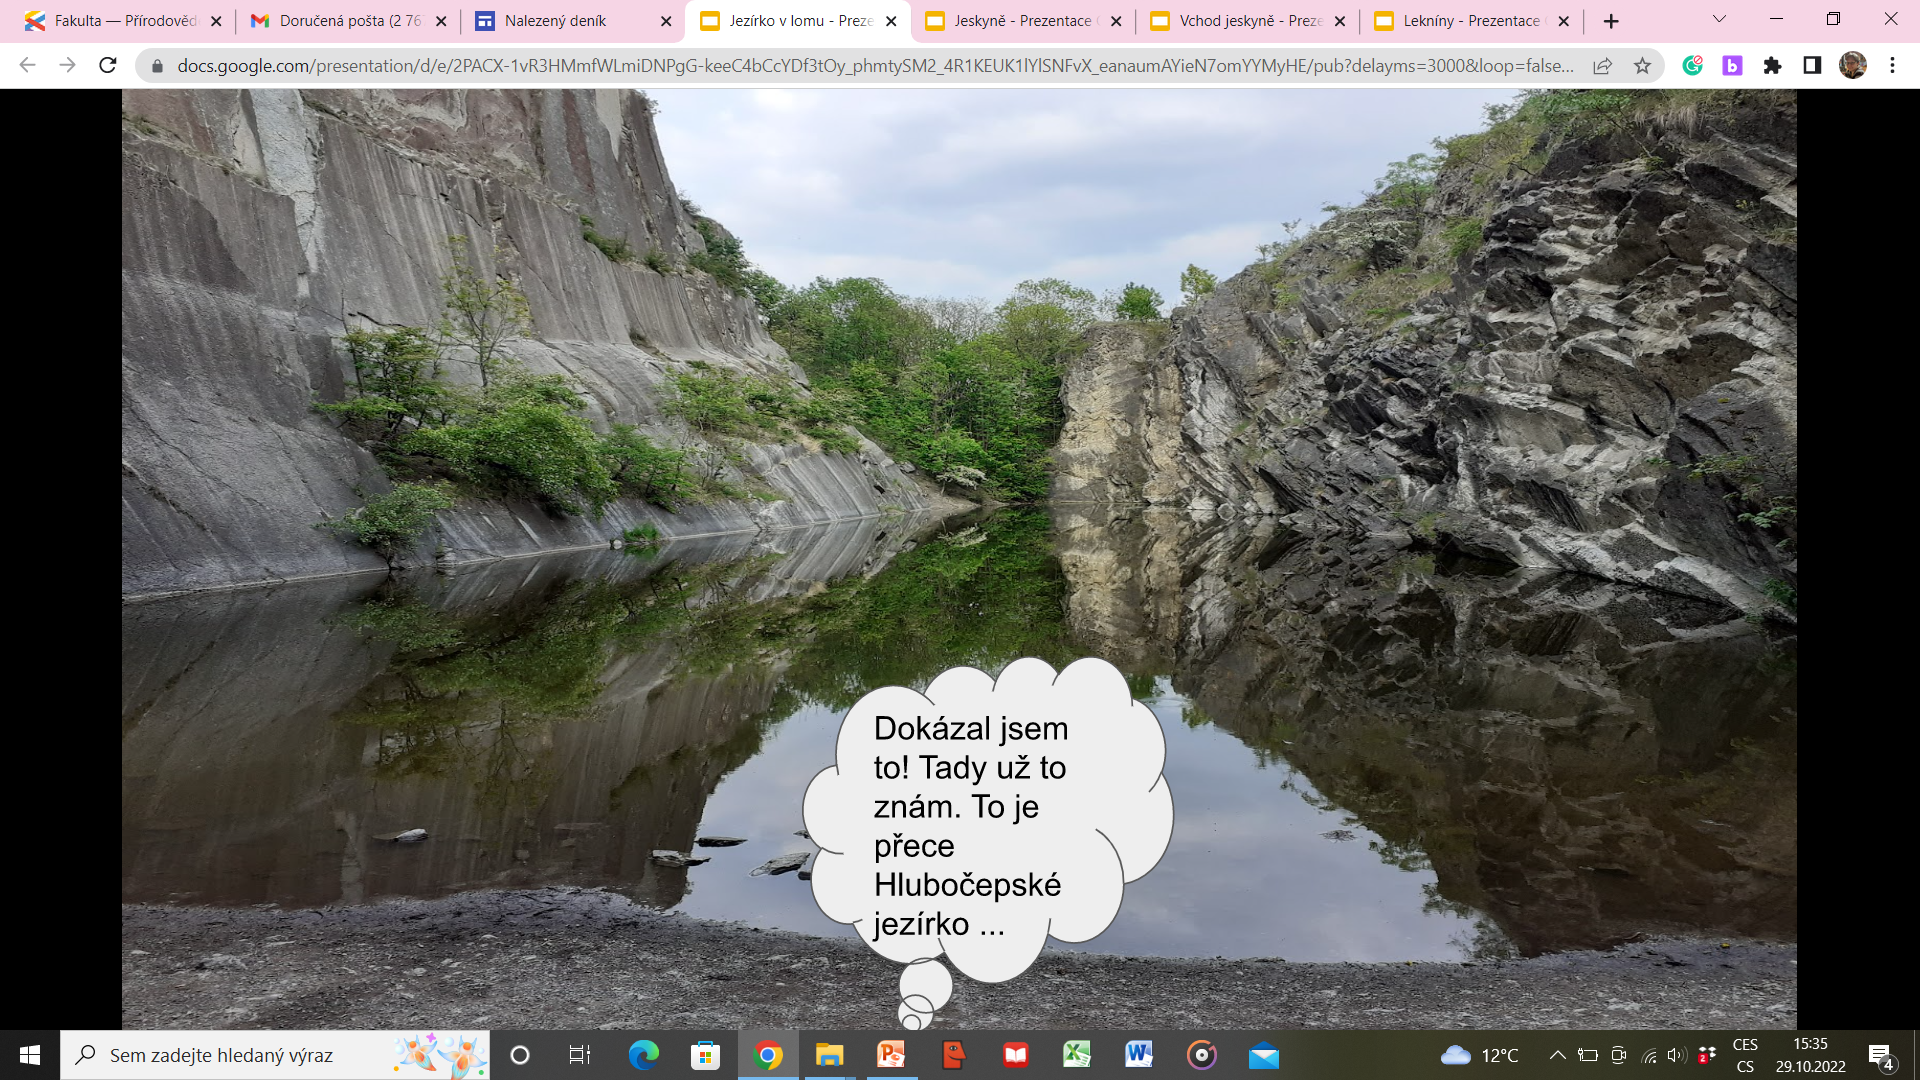 Fakulta — Přírodověd
Doručená pošta (2 76
Nalezený deník
Jezírko v lomu - Preze
Jeskyně - Prezentace
Vchod jeskyně - Preze
Lekníny - Prezentace
docs.google.com/presentation/d/e/2PACX-1vR3HMmfWLmiDNPgG-keeC4bCcYDf3tOy_phmtySM2_4R1KEUK1lYlSNFvX_eanaumAYieN7omYYMyHE/pub?delayms=3000&loop=false...
Dokázal jsem
to! Tady už to
znám. To je
přece
Hlubočepské
jezírko ...
Sem zadejte hledaný výraz
12°C
CES
CS
15:35
29.10.2022
4